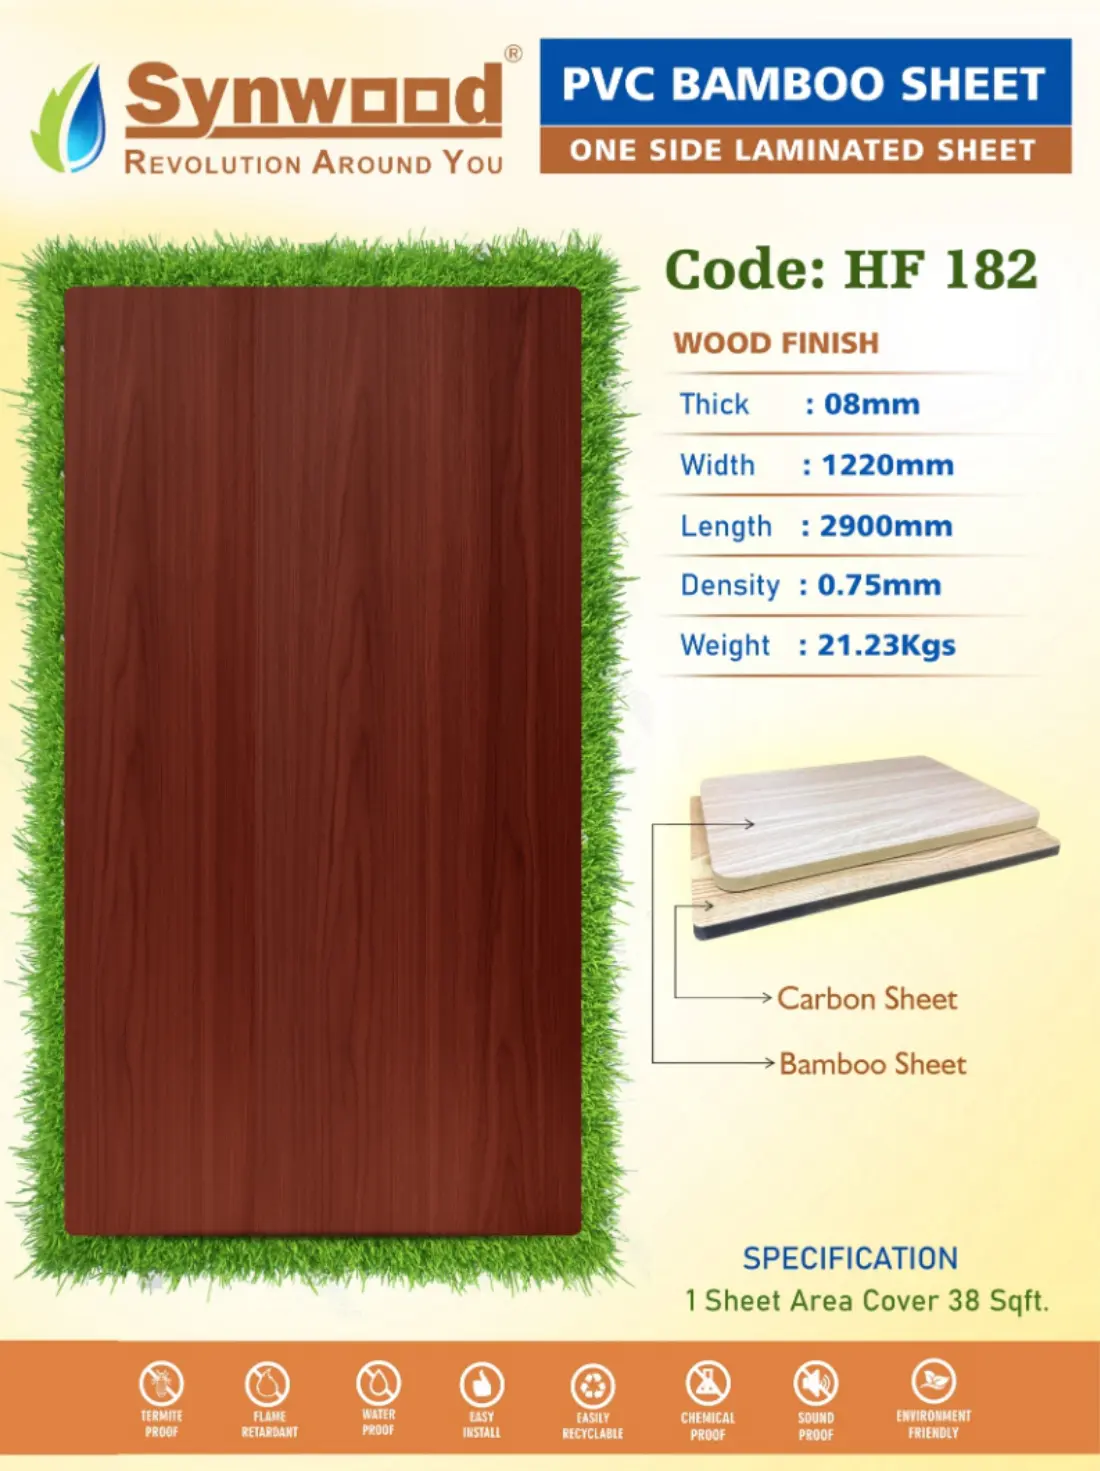 Synwood®
REVOLUTION AROUND YOU
PVC BAMBOO SHEET
ONE SIDE LAMINATED SHEET
Code: HF 182
WOOD FINISH
Thick : 08mm
Width : 1220mm
Length : 2900mm
Density : 0.75mm
Weight : 21.23Kgs
Carbon Sheet
Bamboo Sheet
SPECIFICATION
1 Sheet Area Cover 38 Sqft.
TERMITE PROOF
FLAME RETARDANT
WATER PROOF
EASY INSTALL
EASILY RECYCLABLE
CHEMICAL PROOF
SOUND PROOF
ENVIRONMENT FRIENDLY